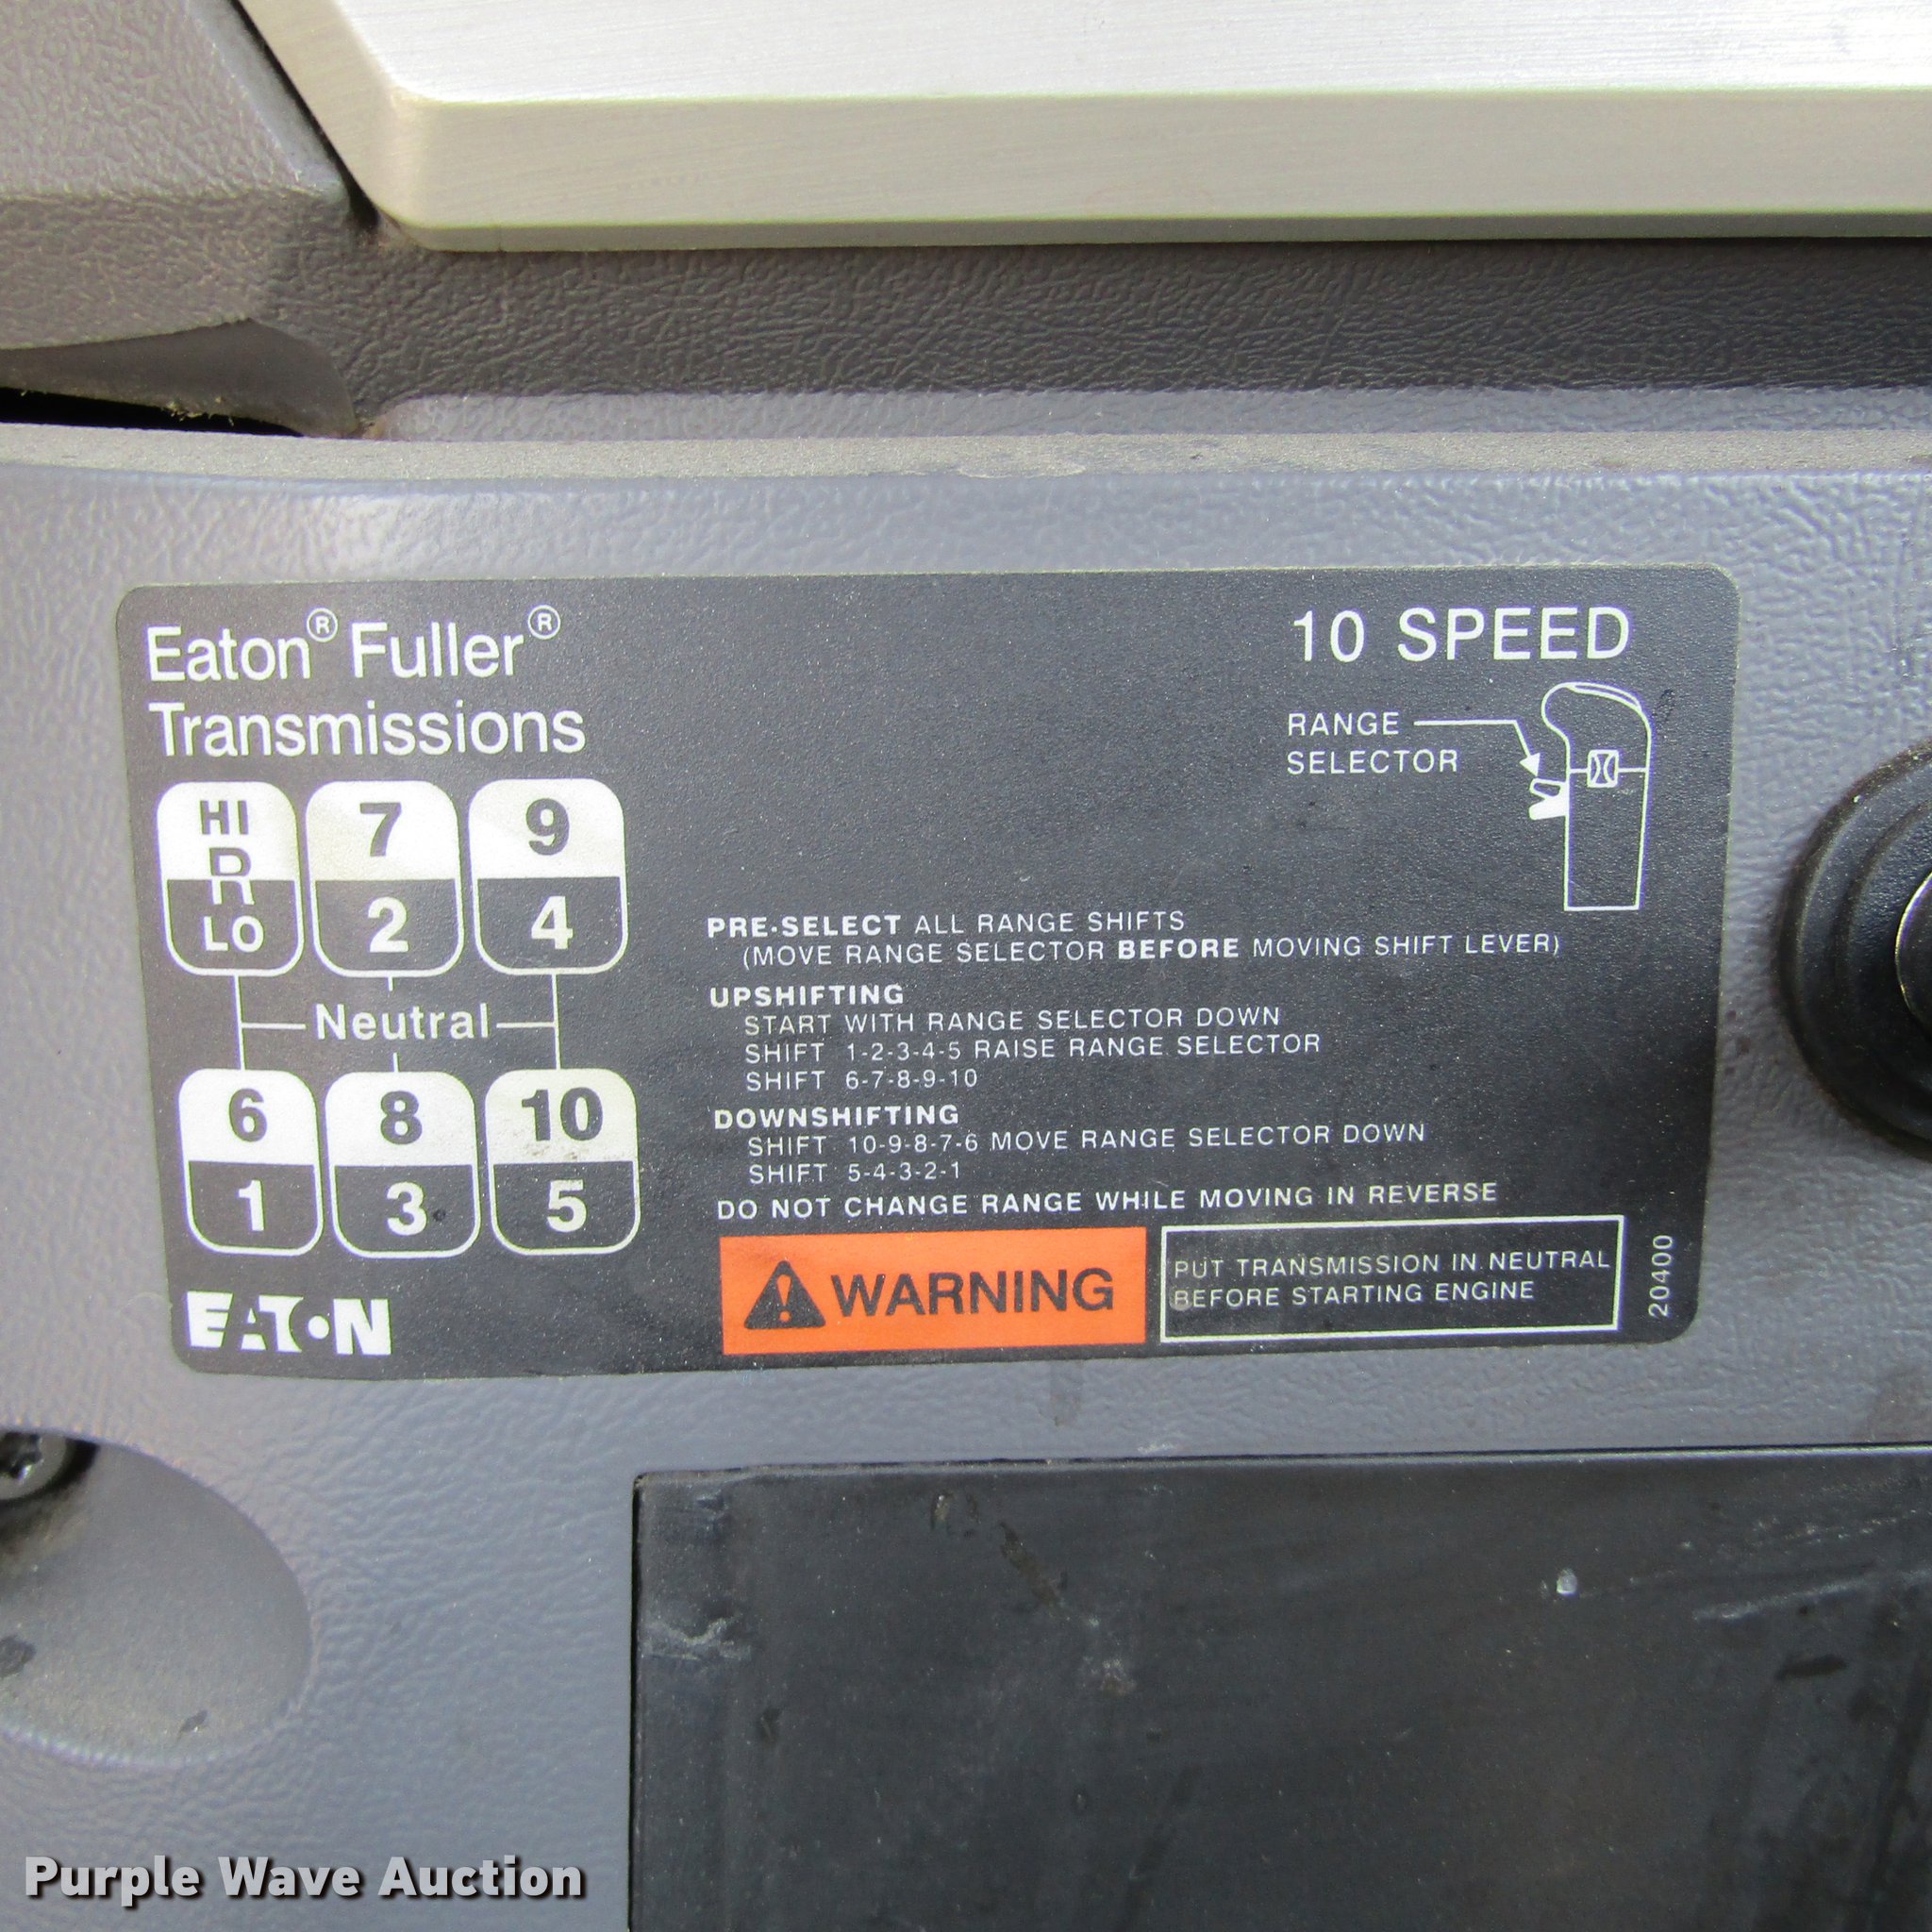 Eaton® Fuller®
Transmissions
10 SPEED
RANGE
SELECTOR
HI
R
LO
7
2
9
4
Neutral
6
1
8
3
10
5
EATON
PRE-SELECT ALL RANGE SHIFTS
(MOVE RANGE SELECTOR BEFORE MOVING SHIFT LEVER)
UPSHIFTING
START WITH RANGE SELECTOR DOWN
SHIFT 1-2-3-4-5 RAISE RANGE SELECTOR
SHIFT 6-7-8-9-10
DOWNSHIFTING
SHIFT 10-9-8-7-6 MOVE RANGE SELECTOR DOWN
SHIFT 5-4-3-2-1
DO NOT CHANGE RANGE WHILE MOVING IN REVERSE
WARNING
PUT TRANSMISSION IN NEUTRAL
BEFORE STARTING ENGINE
20400
Purple Wave Auction